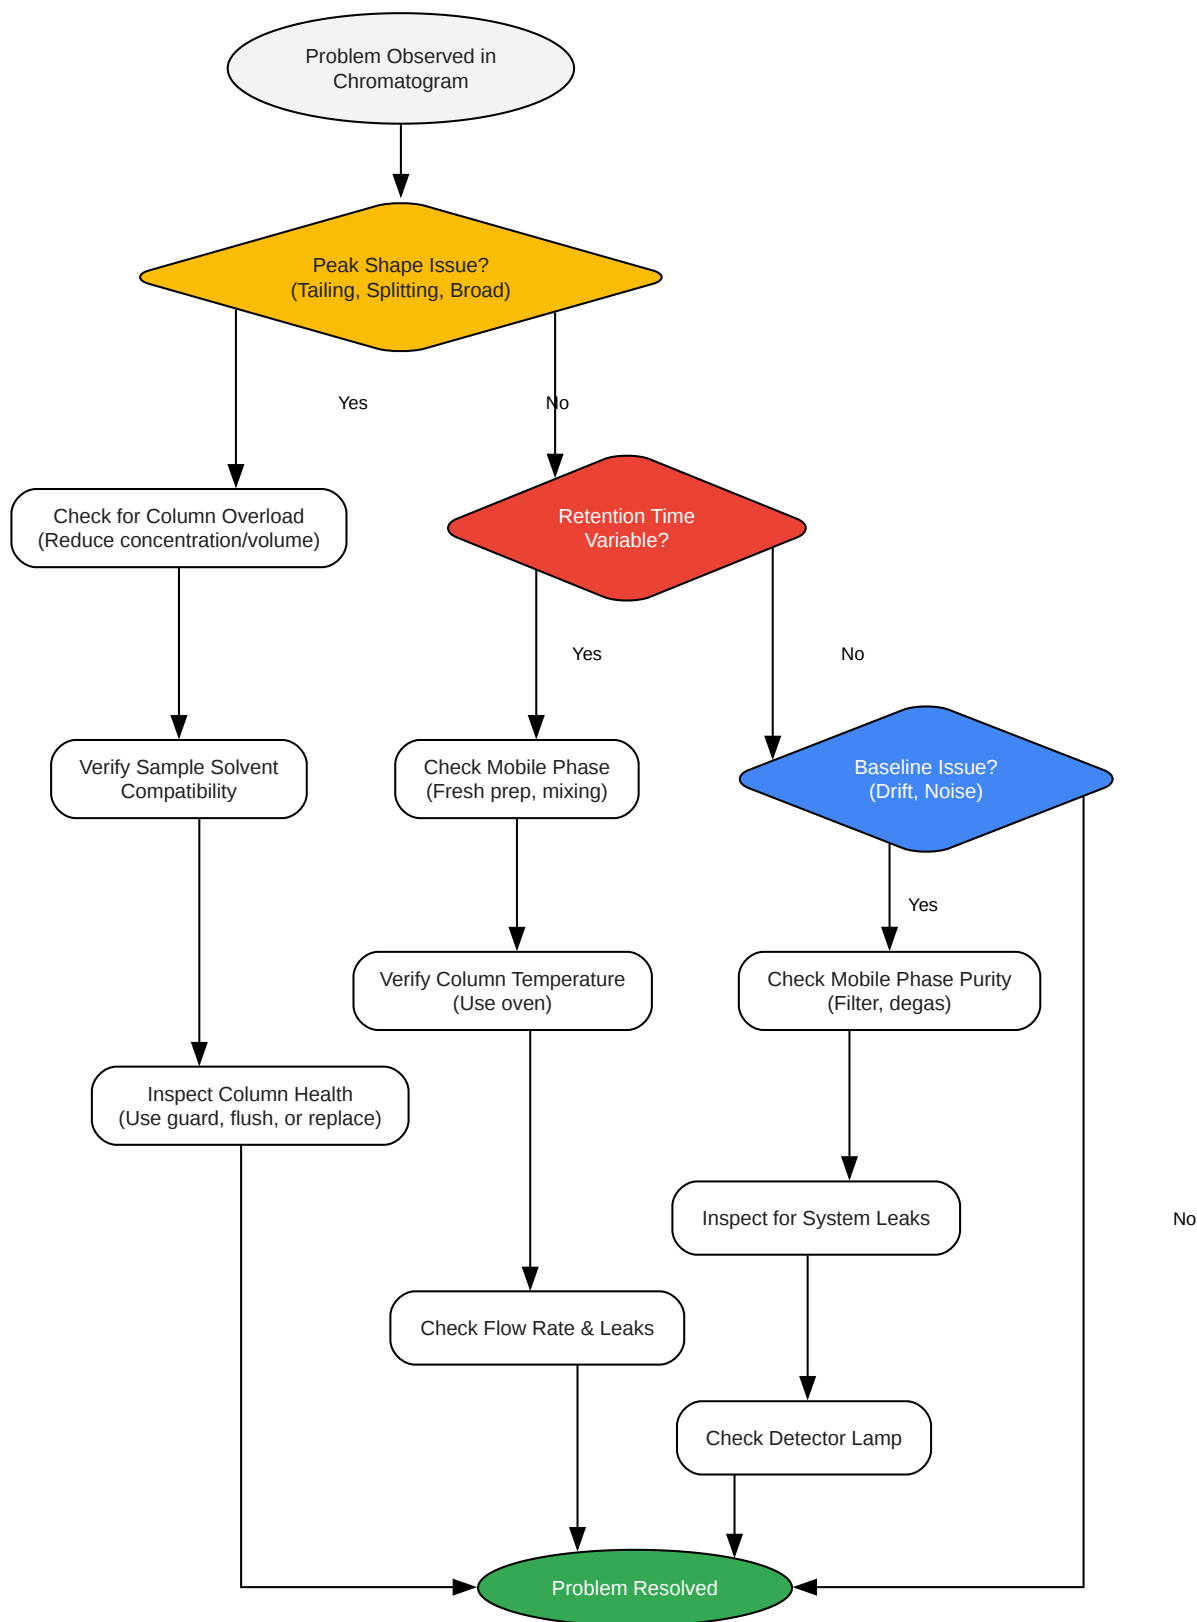 Problem Observed in
Chromatogram
Peak Shape Issue?
(Tailing, Splitting, Broad)
Yes
No
Check for Column Overload
(Reduce concentration/volume)
Retention Time
Variable?
Yes
No
Verify Sample Solvent
Compatibility
Check Mobile Phase
(Fresh prep, mixing)
Baseline Issue?
(Drift, Noise)
Yes
Verify Column Temperature
(Use oven)
Check Mobile Phase Purity
(Filter, degas)
Inspect Column Health
(Use guard, flush, or replace)
Inspect for System Leaks
No
Check Flow Rate & Leaks
Check Detector Lamp
Problem Resolved